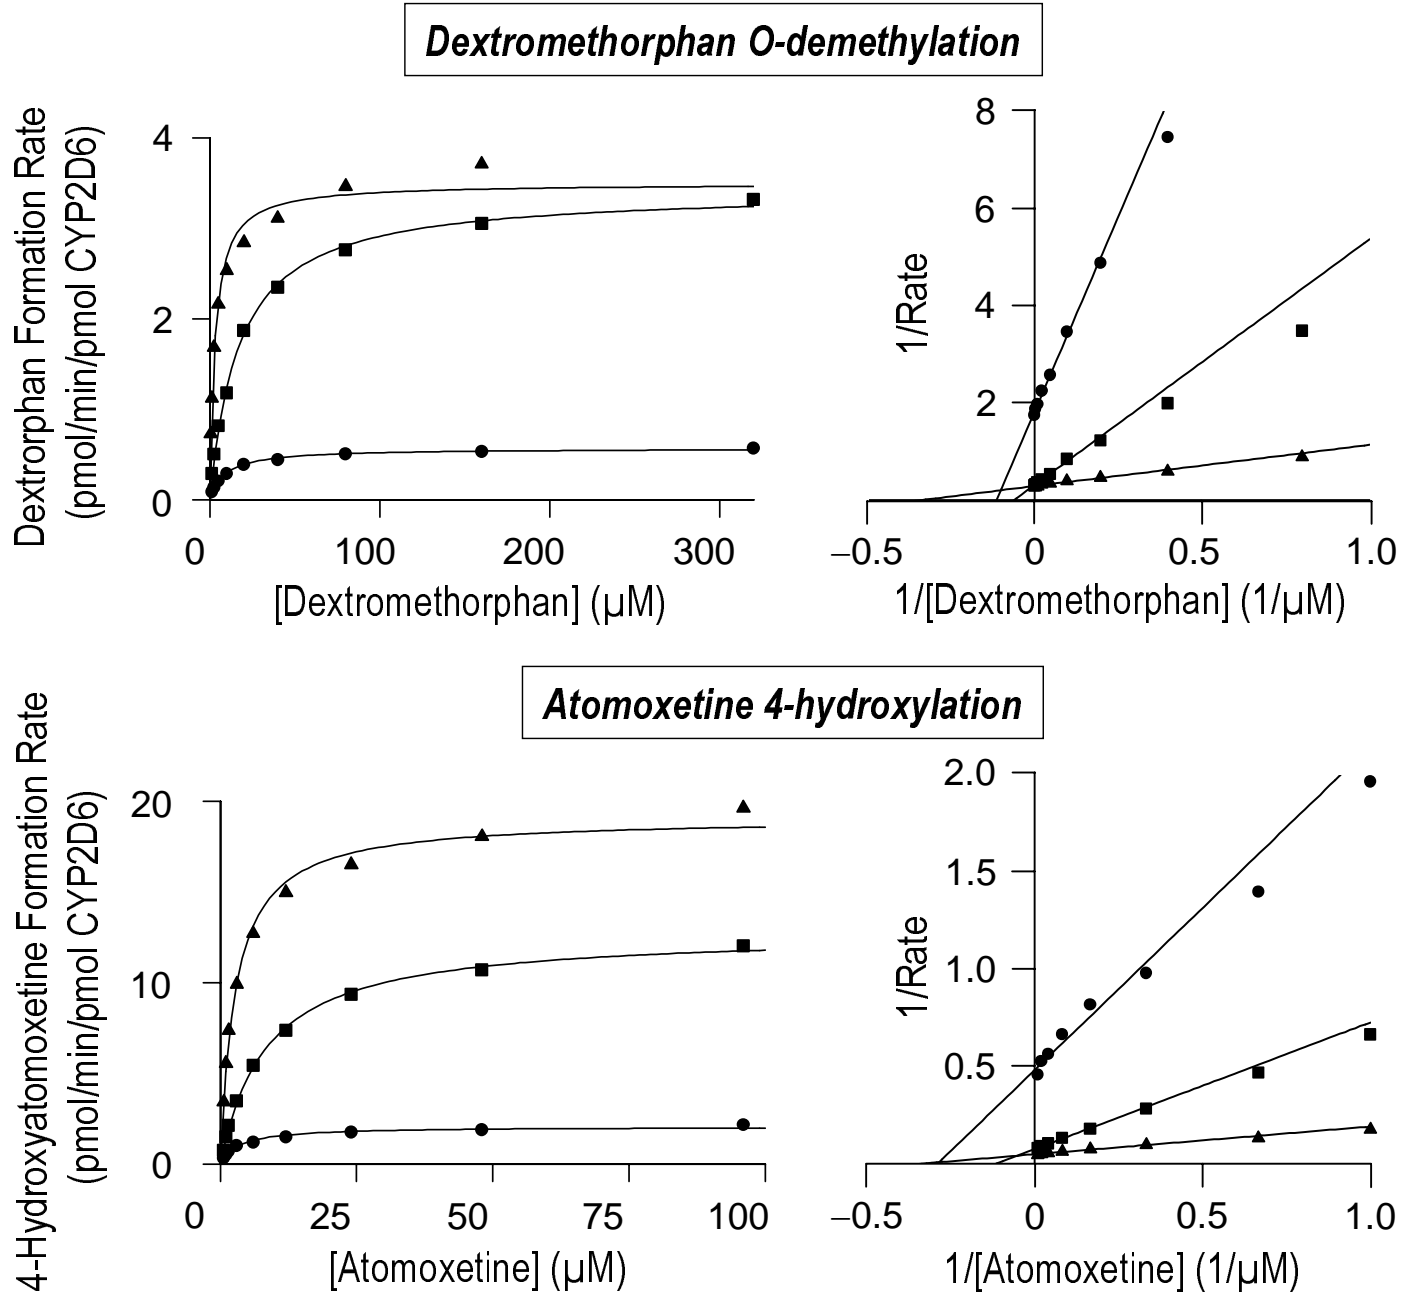 Dextromethorphan O-demethylation
Dextrorphan Formation Rate
(pmol/min/pmol CYP2D6)
4
2
0
0
100
200
300
[Dextromethorphan] (µM)
1/Rate
8
6
4
2
−0.5
0
0.5
1.0
1/[Dextromethorphan] (1/µM)
Atomoxetine 4-hydroxylation
4-Hydroxyatomoxetine Formation Rate
(pmol/min/pmol CYP2D6)
20
10
0
0
25
50
75
100
[Atomoxetine] (µM)
1/Rate
2.0
1.5
1.0
0.5
−0.5
0
0.5
1.0
1/[Atomoxetine] (1/µM)